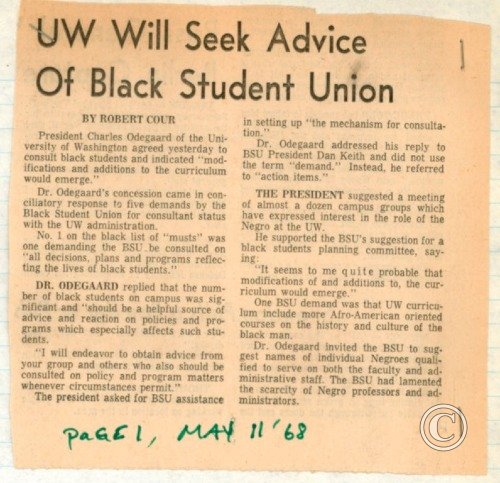 UW Will Seek Advice
Of Black Student Union
BY ROBERT COUR
President Charles Odegaard of the Uni-
versity of Washington agreed yesterday to
consult black students and indicated "mod-
ifications and additions to the curriculum
would emerge."
Dr. Odegaard's concession came in con-
ciliatory response to five demands by the
Black Student Union for consultant status
with the UW administration.
No. 1 on the black list of "musts" was
one demanding the BSU be consulted on
"all decisions, plans and programs reflec-
ting the lives of black students."
DR. ODEGAARD replied that the num-
ber of black students on campus was sig-
nificant and "should be a helpful source of
advice and reaction on policies and pro-
grams which especially affects such stu-
dents.
"I will endeavor to obtain advice from
your group and others who also should be
consulted on policy and program matters
whenever circumstances permit."
The president asked for BSU assistance
in setting up "the mechanism for consulta-
tion."
Dr. Odegaard addressed his reply to
BSU President Dan Keith and did not use
the term "demand." Instead, he referred
to "action items."
THE PRESIDENT suggested a meeting
of almost a dozen campus groups which
have expressed interest in the role of the
Negro at the UW.
He supported the BSU's suggestion for a
black students planning committee, say-
ing:
"It seems to me quite probable that
modifications of and additions to, the cur-
riculum would emerge."
One BSU demand was that UW curricu-
lum include more Afro-American oriented
courses on the history and culture of the
black man.
Dr. Odegaard invited the BSU to sug-
gest names of individual Negroes quali-
fied to serve on both the faculty and ad-
ministrative staff. The BSU had lamented
the scarcity of Negro professors and ad-
ministrators.
PAGE 1, MAY 11 '68
©